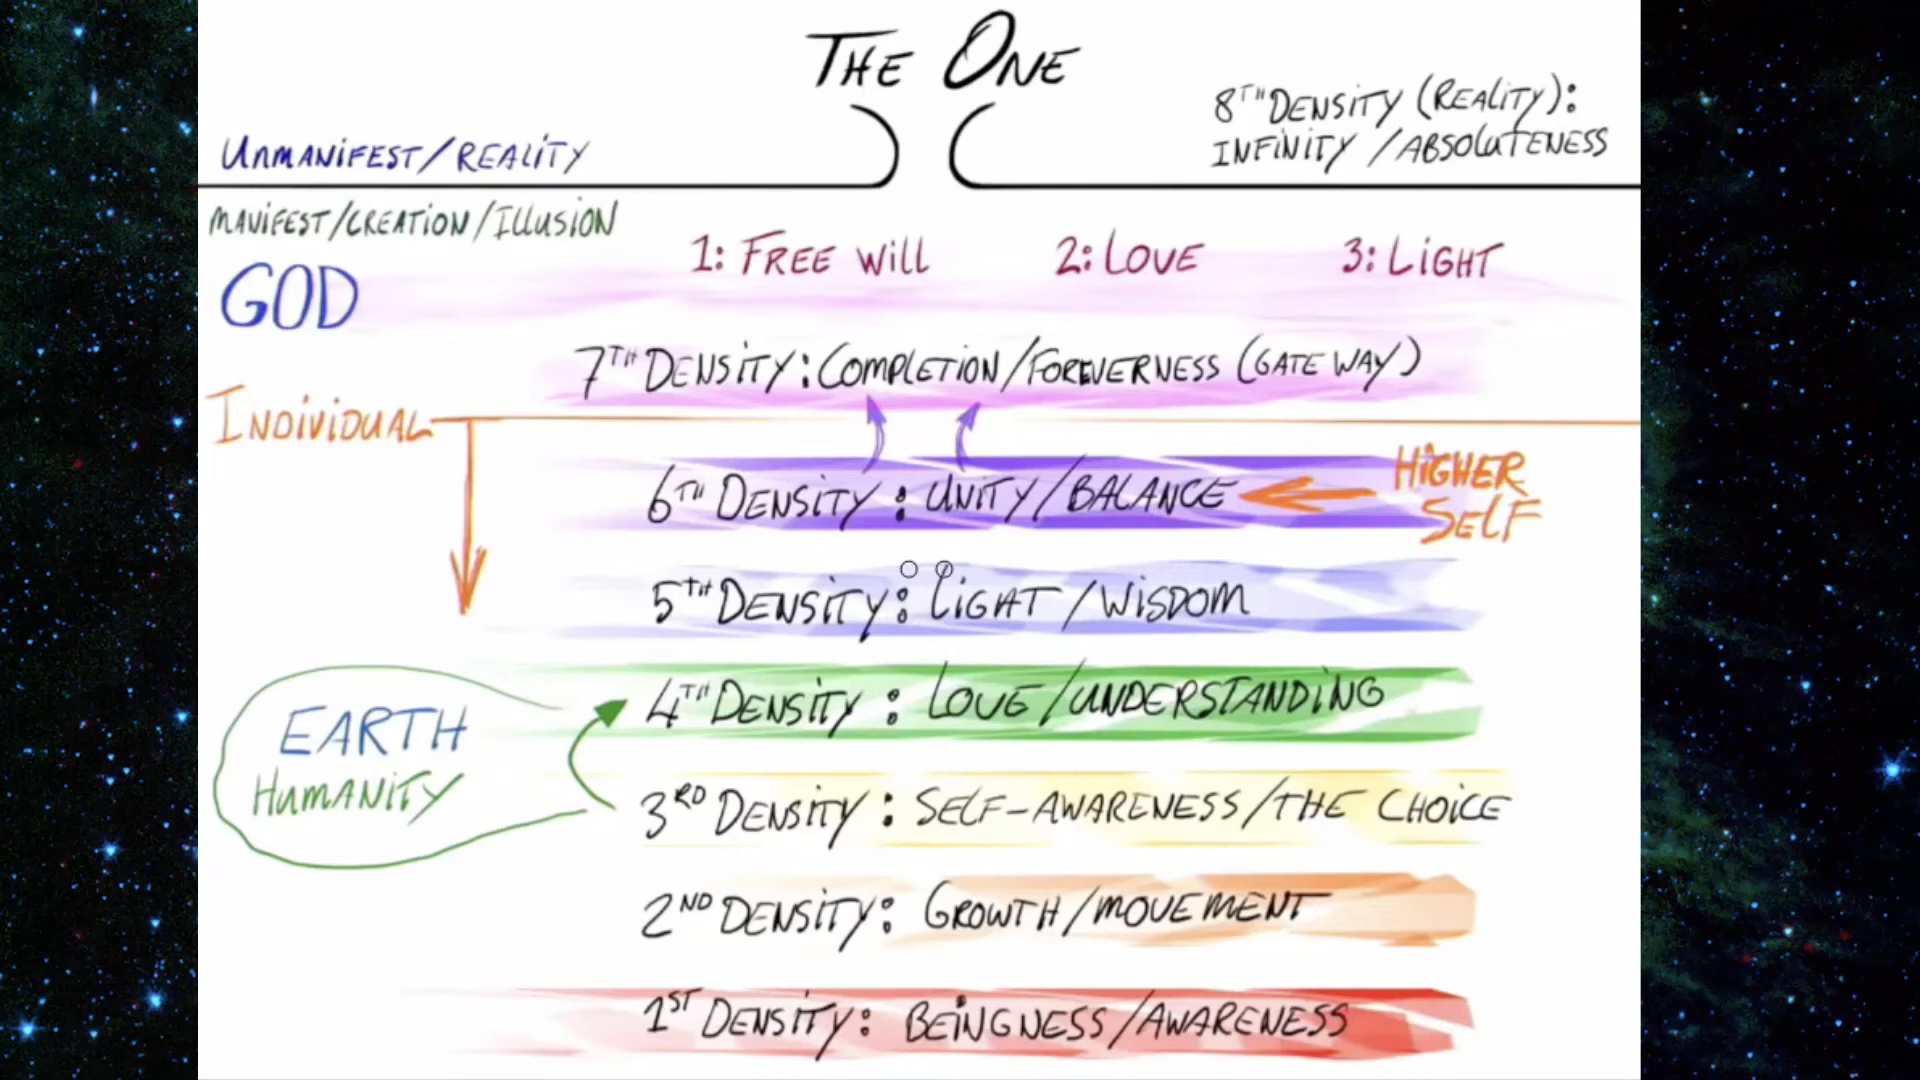 THE ONE
8TH DENSITY (REALITY):
INFINITY /ABSOLUTENESS
UNMANIFEST/REALITY
MANIFEST/CREATION/ILLUSION
1: FREE WILL 2: LOVE 3: LIGHT
GOD
7TH DENSITY: COMPLETION/FOREVERNESS (GATEWAY)
INDIVIDUAL
6TH DENSITY: UNITY/BALANCE
HIGHER
SELF
5TH DENSITY: LIGHT/WISDOM
4TH DENSITY: LOVE/UNDERSTANDING
EARTH
HUMANITY
3RD DENSITY: SELF-AWARENESS/THE CHOICE
2ND DENSITY: GROWTH/MOVEMENT
1ST DENSITY: BEINGNESS/AWARENESS